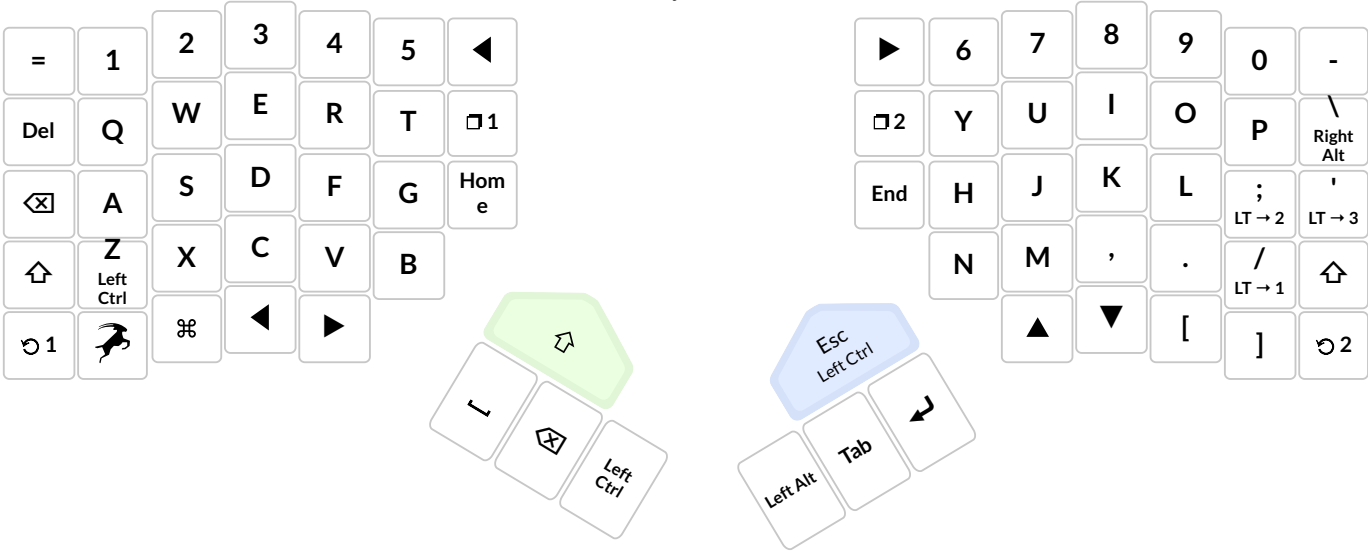 = 1 2 3 4 5 ◀ ▶ 6 7 8 9 0 -
Del Q W E R T 1 2 Y U I O P \
Right
Alt
A S D F G Hom
e
End H J K L ;
LT → 2
'
LT → 3
Z
Left
Ctrl
X C V B N M , . /
LT → 1
1 ⌘ ◀ ▶ ▲ ▼ [ ] 2
Left
Ctrl
Esc
Left Ctrl
Left Alt
Tab